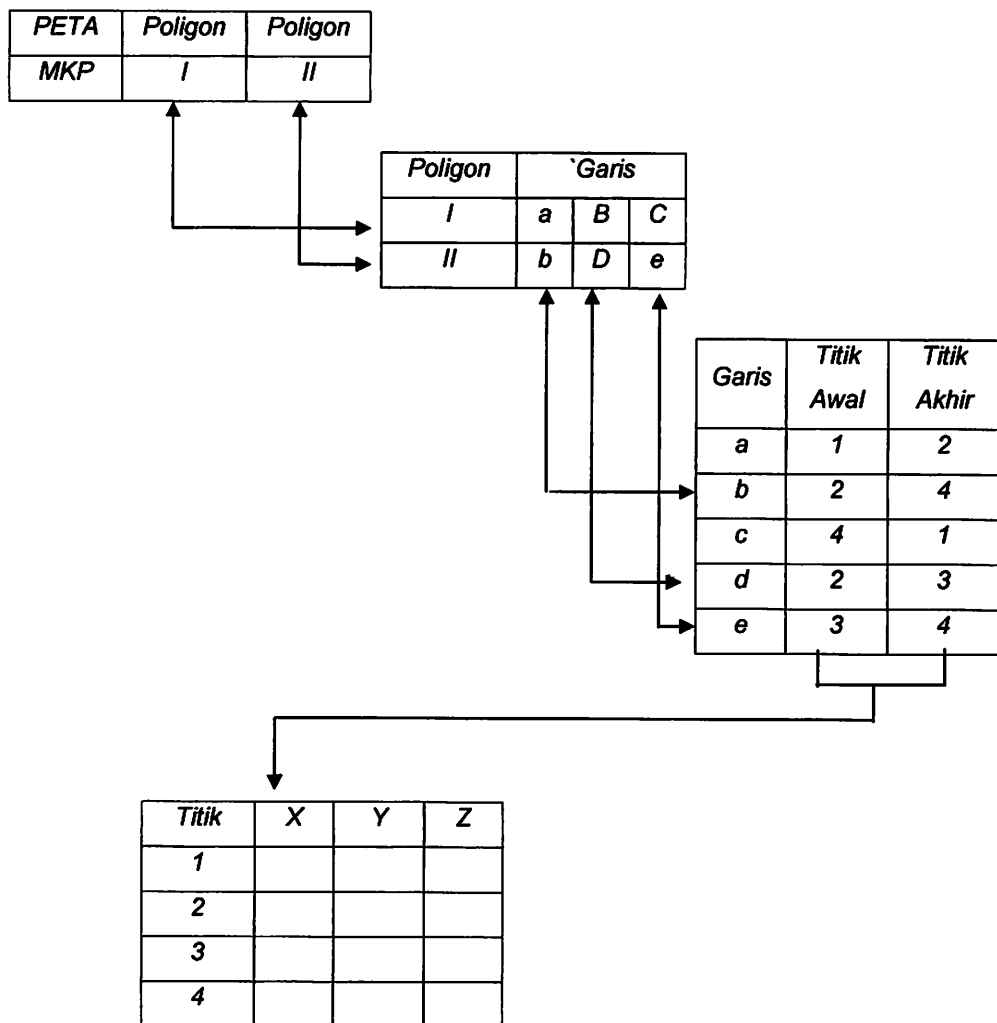 PETA Poligon Poligon
MKP I II
Poligon `Garis
I a B C
II b D e
Garis Titik Awal Titik Akhir
a 1 2
b 2 4
c 4 1
d 2 3
e 3 4
Titik X Y Z
1
2
3
4